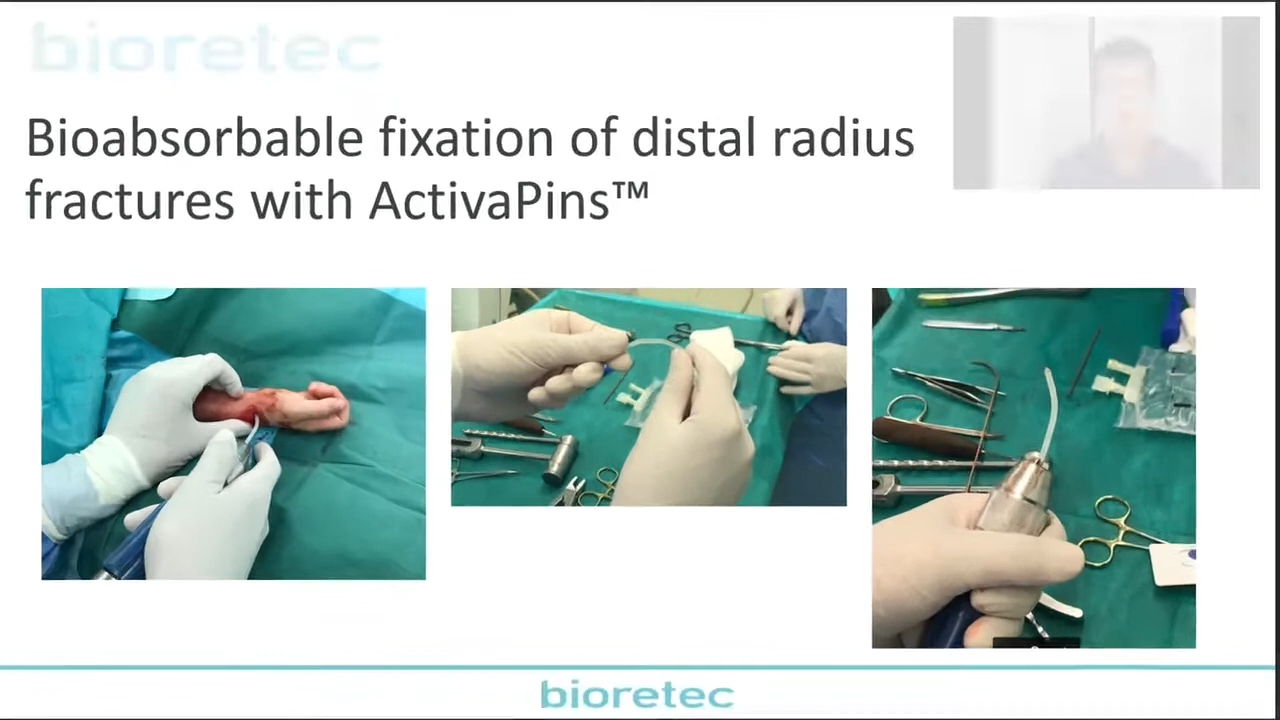 bioretec
Bioabsorbable fixation of distal radius
fractures with ActivaPins™
bioretec